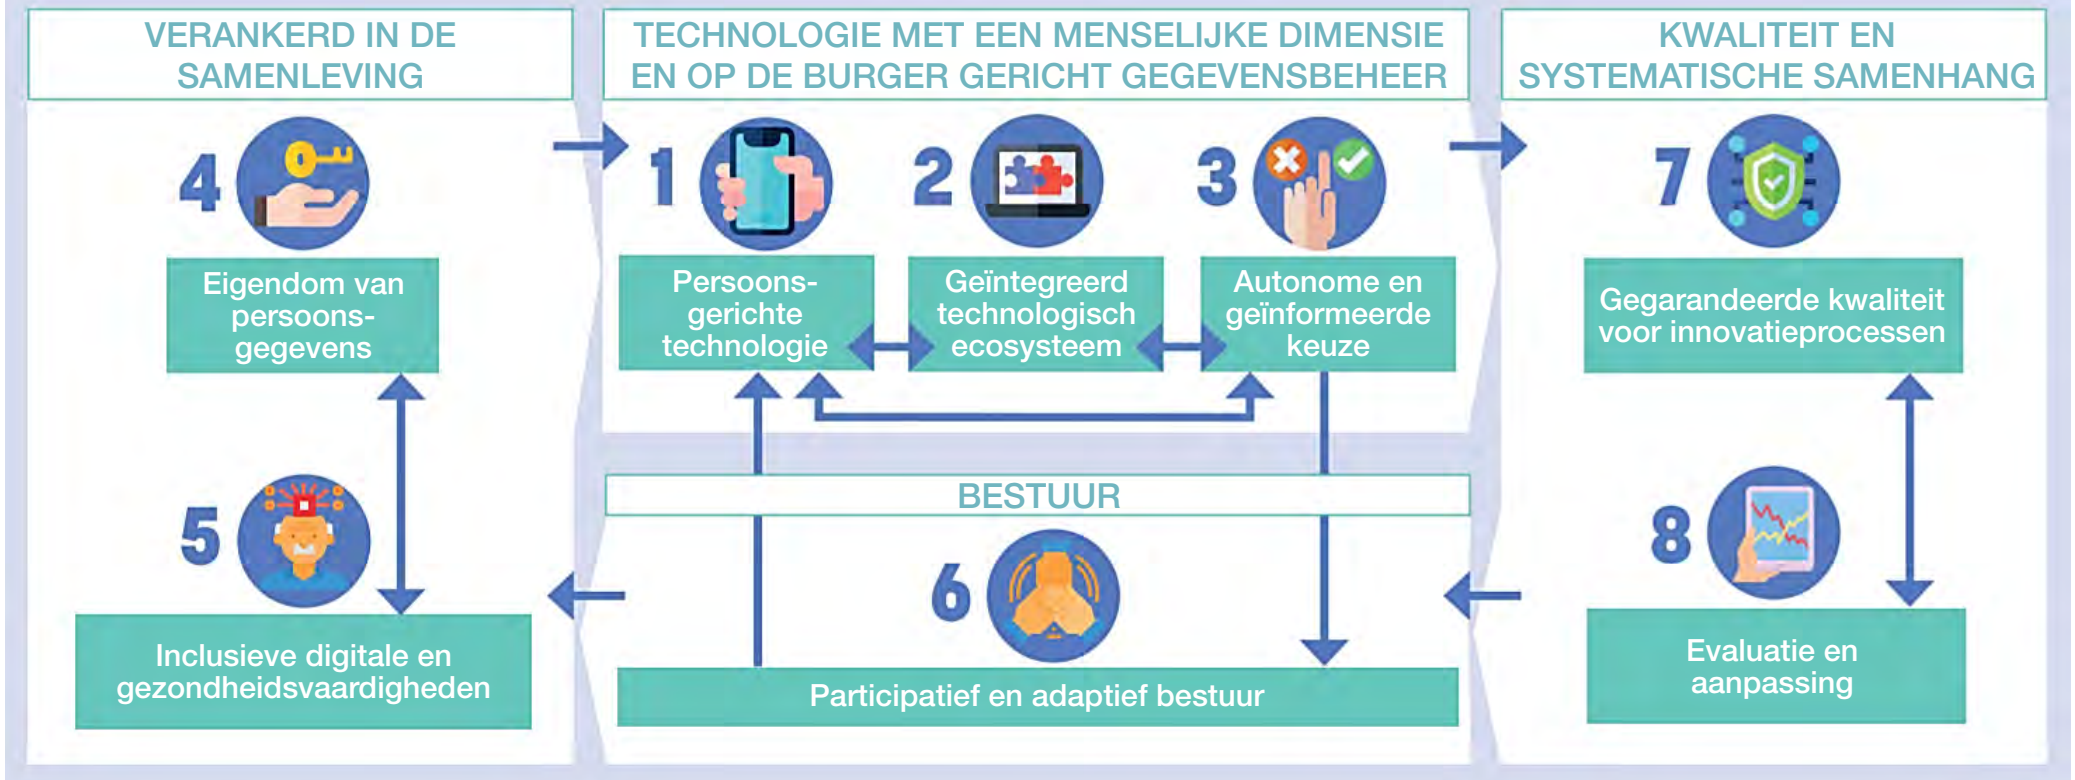 VERANKERD IN DE
SAMENLEVING
4
Eigendom van
persoons-
gegevens
5
Inclusieve digitale en
gezondheidsvaardigheden
TECHNOLOGIE MET EEN MENSELIJKE DIMENSIE
EN OP DE BURGER GERICHT GEGEVENSBEHEER
1
Persoons-
gerichte
technologie
2
Geïntegreerd
technologisch
ecosysteem
3
Autonome en
geïnformeerde
keuze
BESTUUR
6
Participatief en adaptief bestuur
KWALITEIT EN
SYSTEMATISCHE SAMENHANG
7
Gegarandeerde kwaliteit
voor innovatieprocessen
8
Evaluatie en
aanpassing